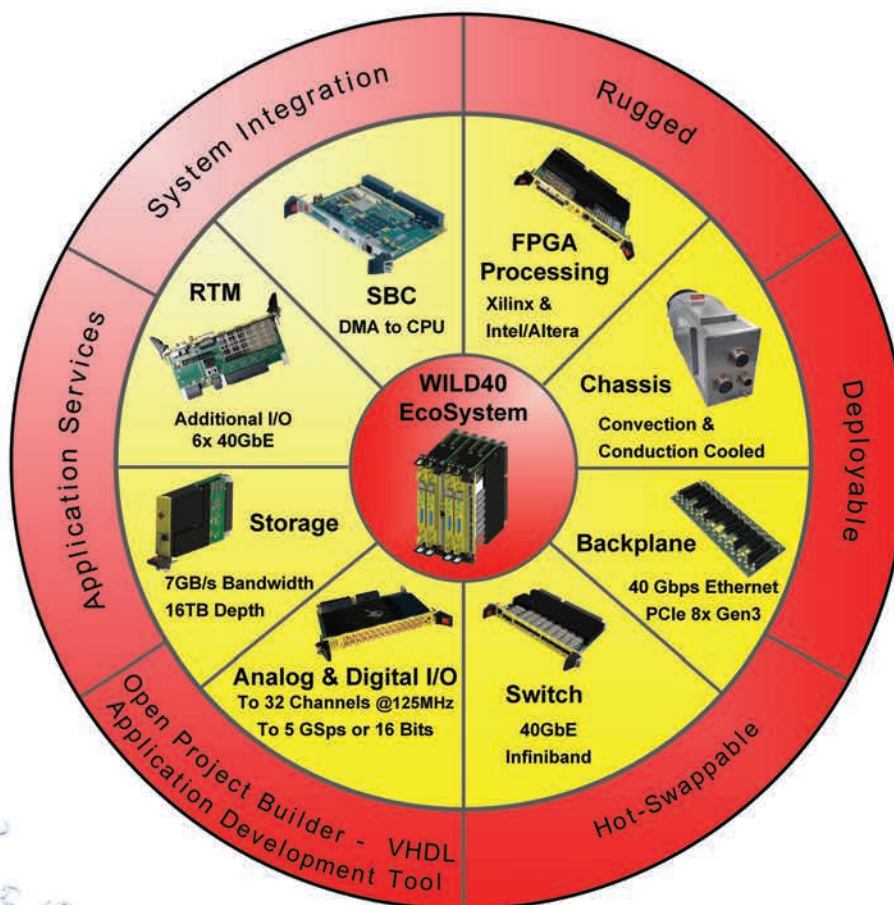 System Integration
Rugged
Deployable
Hot-Swappable
Open Project Builder - VHDL
Application Development Tool
Application Services
SBC
DMA to CPU
FPGA
Processing
Xilinx &
Intel/Altera
Chassis
Convection &
Conduction Cooled
Backplane
40 Gbps Ethernet
PCIe 8x Gen3
Switch
40GbE
Infiniband
Analog & Digital I/O
To 32 Channels @125MHz
To 5 GSps or 16 Bits
Storage
7GB/s Bandwidth
16TB Depth
RTM
Additional I/O
6x 40GbE
WILD40
EcoSystem